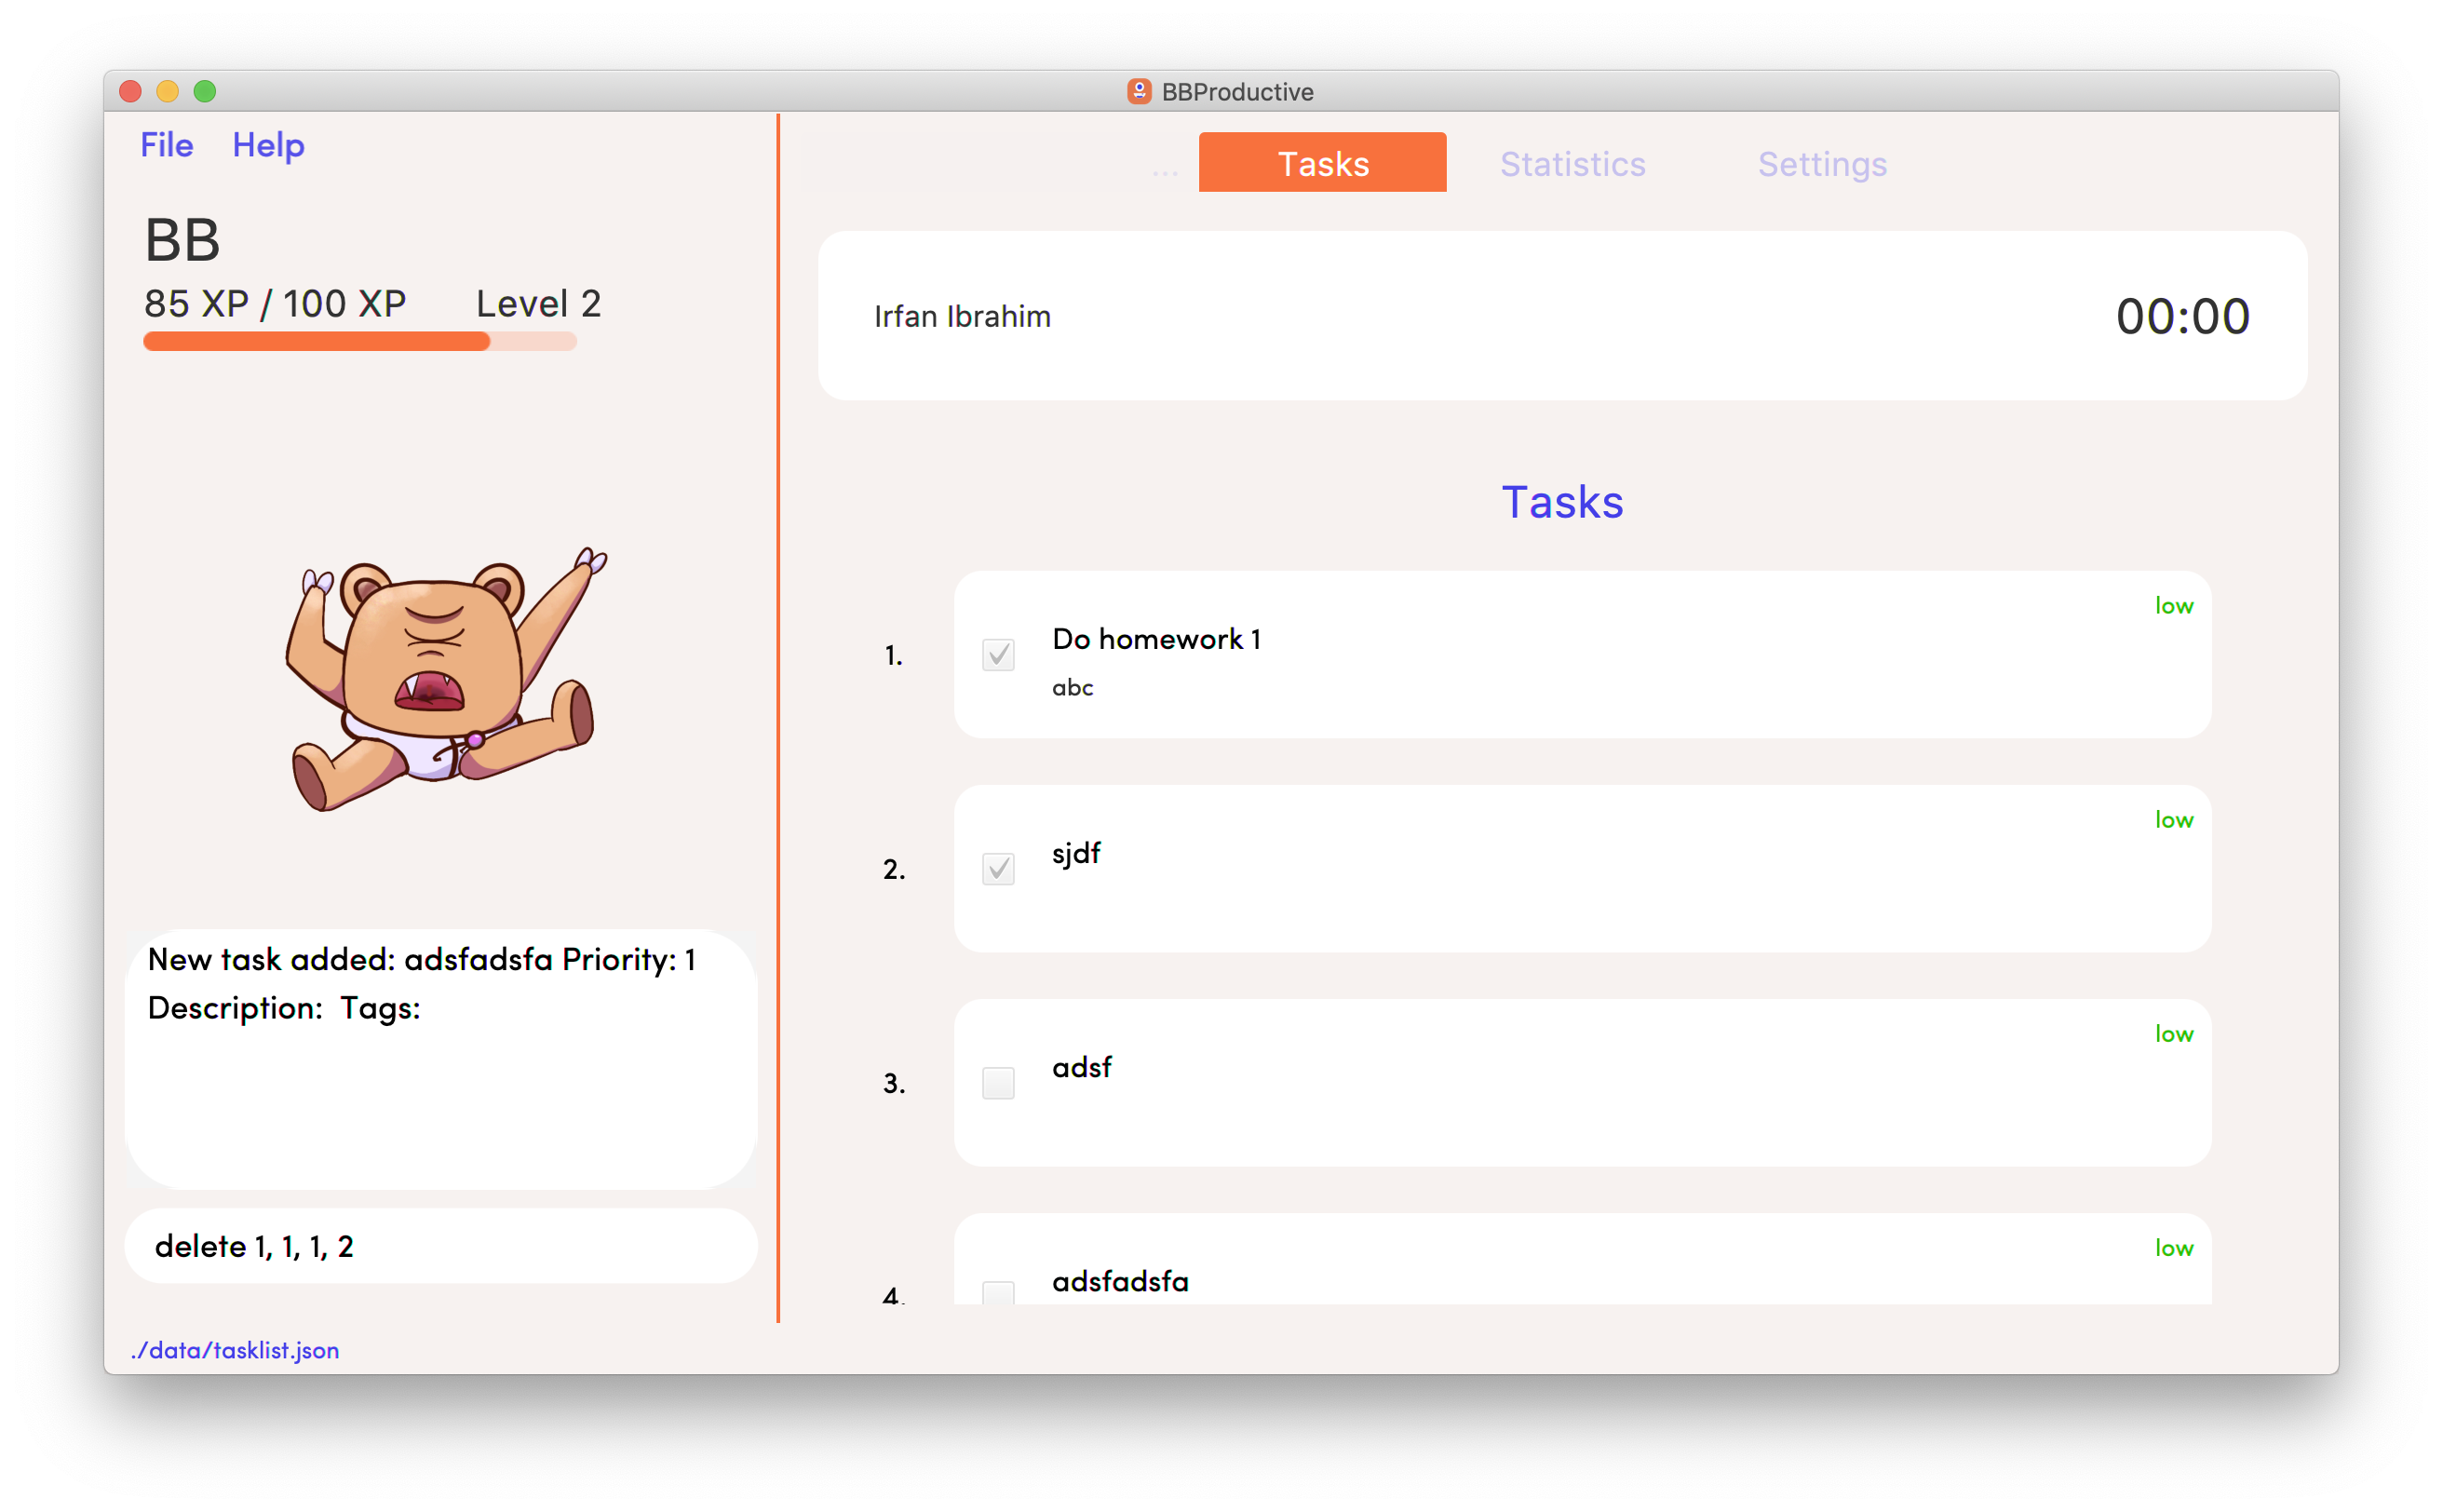 BBProductive
File Help
BB
85 XP / 100 XP Level 2
New task added: adsfadsfa Priority: 1
Description: Tags:
delete 1, 1, 1, 2
./data/tasklist.json
... Tasks Statistics Settings
Irfan Ibrahim 00:00
Tasks
low
1. Do homework 1
abc
low
2. sjdf
low
3. adsf
low
4. adsfadsfa